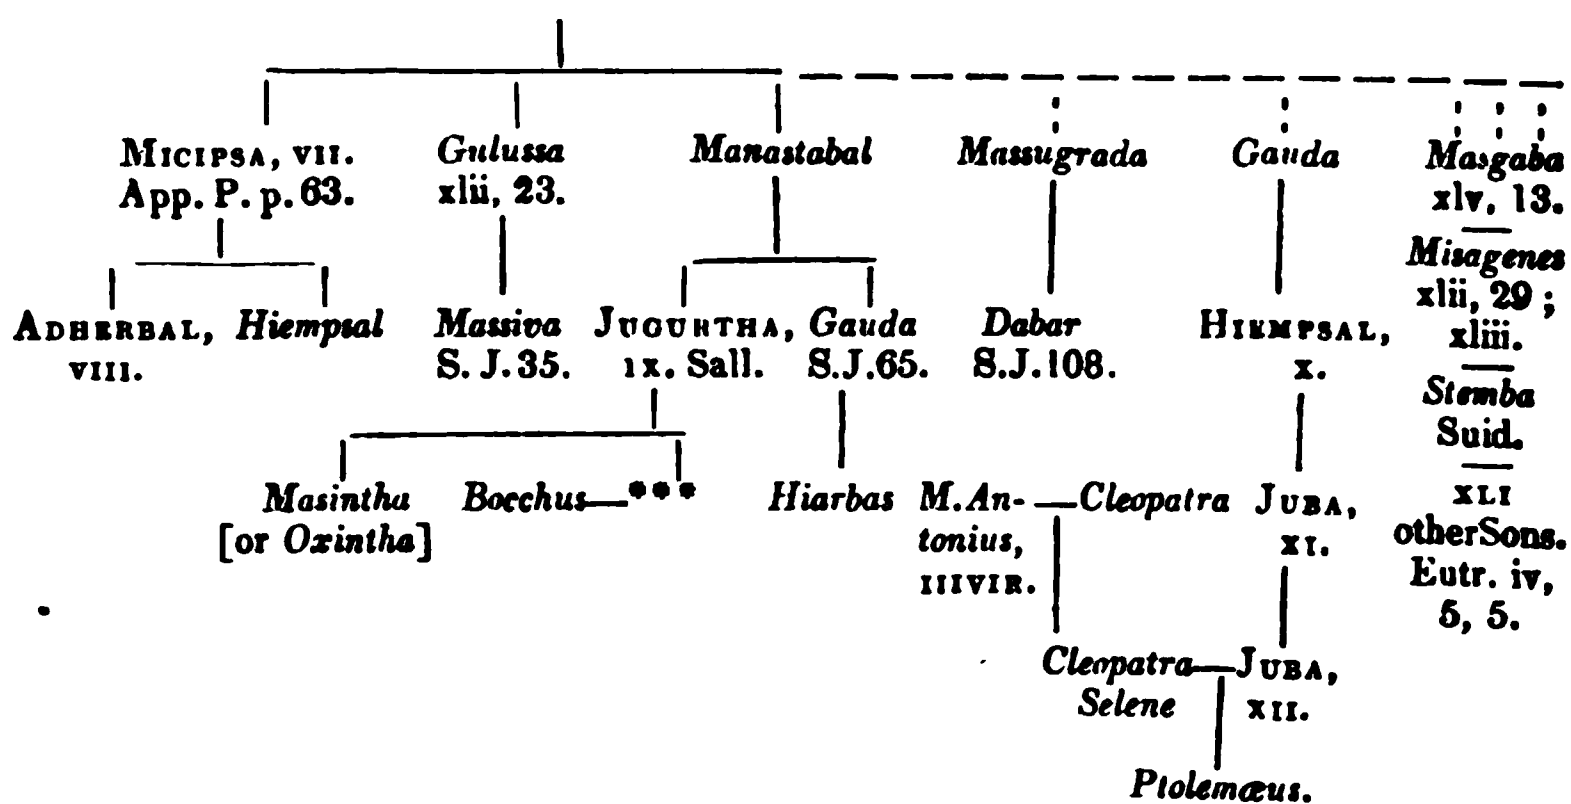 MICIPSA, VII. Gulussa Manastabal Massugrada Gauda Masgaba
App. P. p. 63. xlii, 23. xlv, 13.
Misagenes
xlii, 29 ;
ADHERBAL, Hiempsal Massiva JUGURTHA, Gauda Dabar HIEMPSAL, xliii.
VIII. S. J. 35. IX. Sall. S.J.65. S.J.108. X.
Stemba
Suid.
Masintha Bocchus—*** Hiarbas M. An- —Cleopatra JUBA, XLI
[or Oxintha] tonius, XI. otherSons.
IIIVIR. Eutr. iv,
5, 5.
Cleopatra—JUBA,
Selene XII.
Ptolemæus.